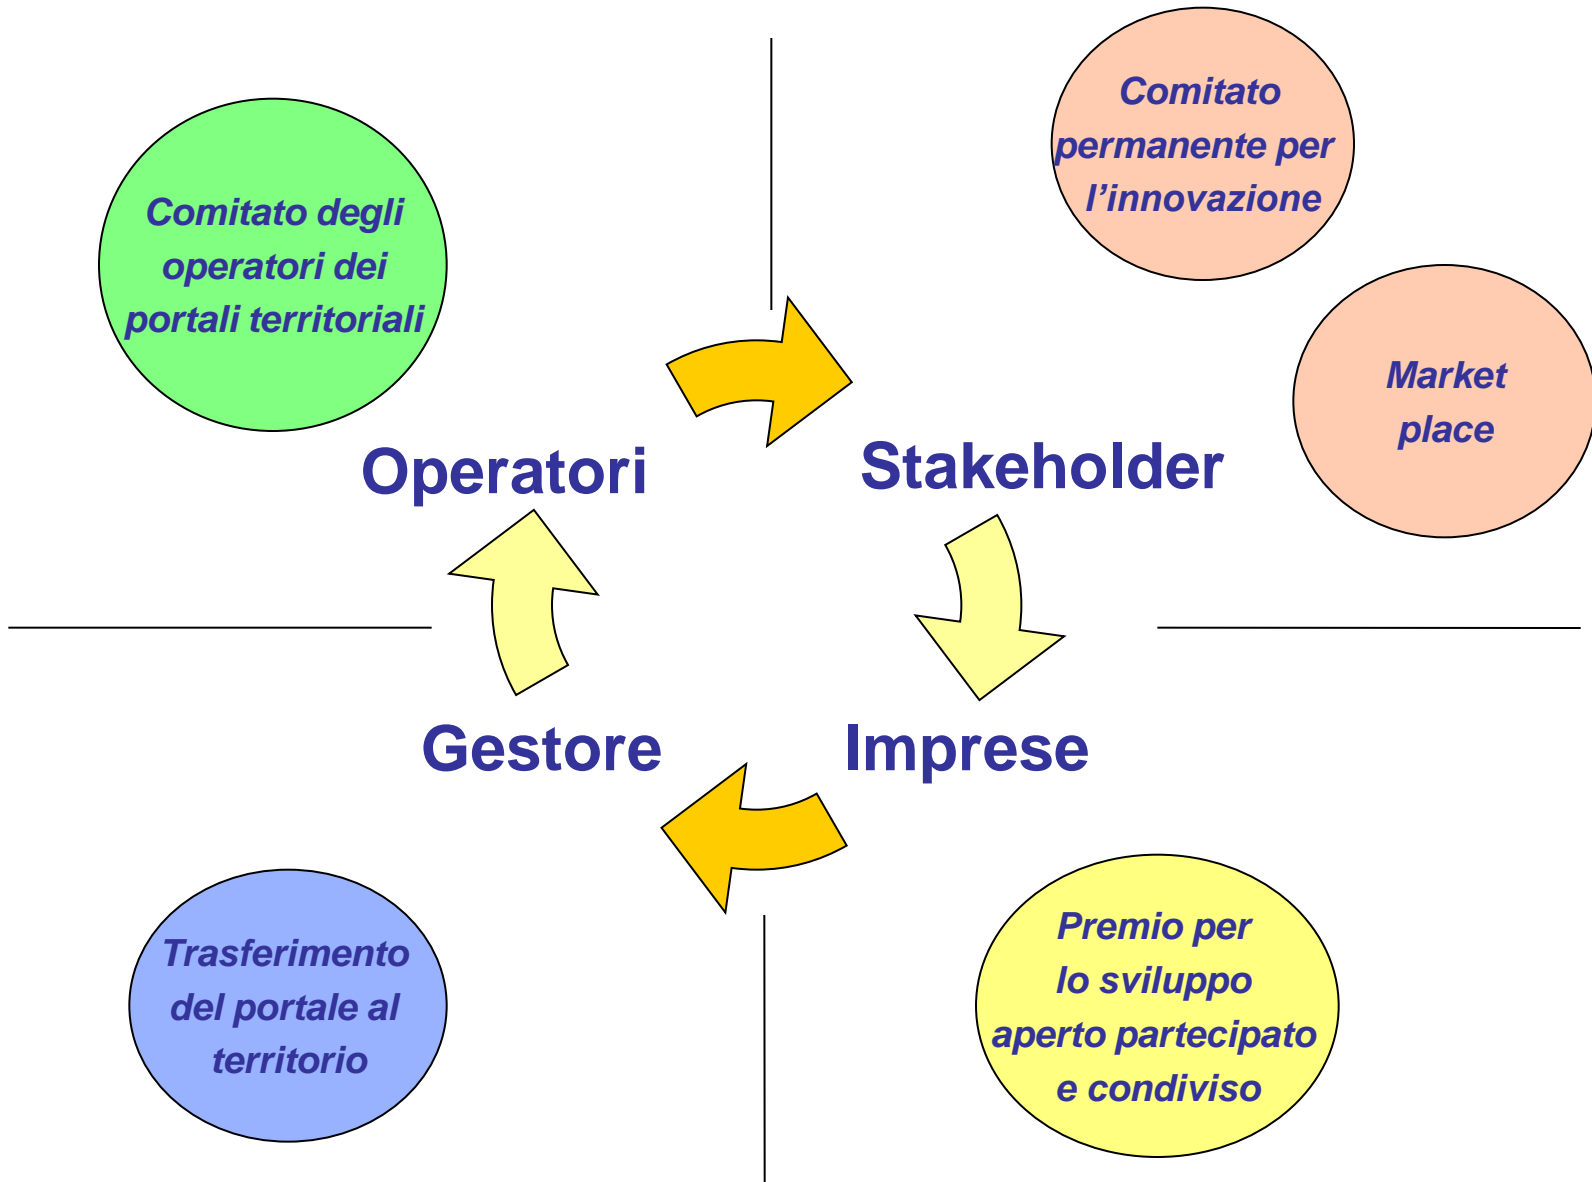 Comitato degli
operatori dei
portali territoriali
Comitato
permanente per
l’innovazione
Market
place
Operatori
Stakeholder
Gestore
Imprese
Trasferimento
del portale al
territorio
Premio per
lo sviluppo
aperto partecipato
e condiviso